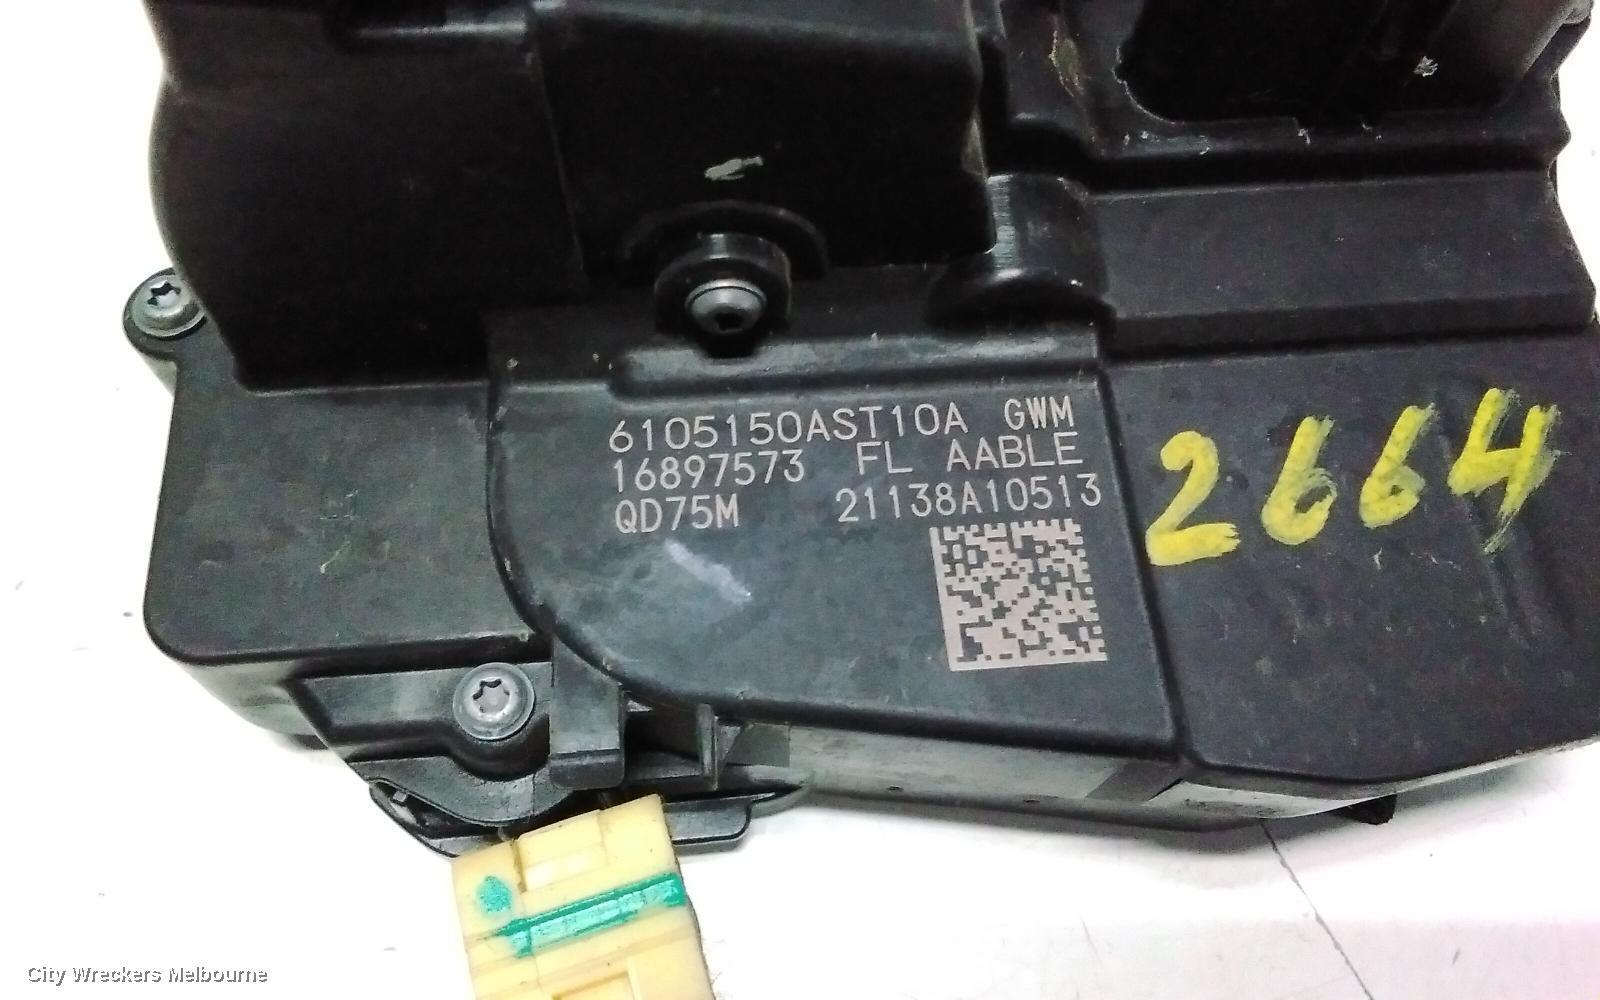 6105150AST10A GWM
16897573 FL AABLE
QD75M 21138A10513
2664
City Wreckers Melbourne